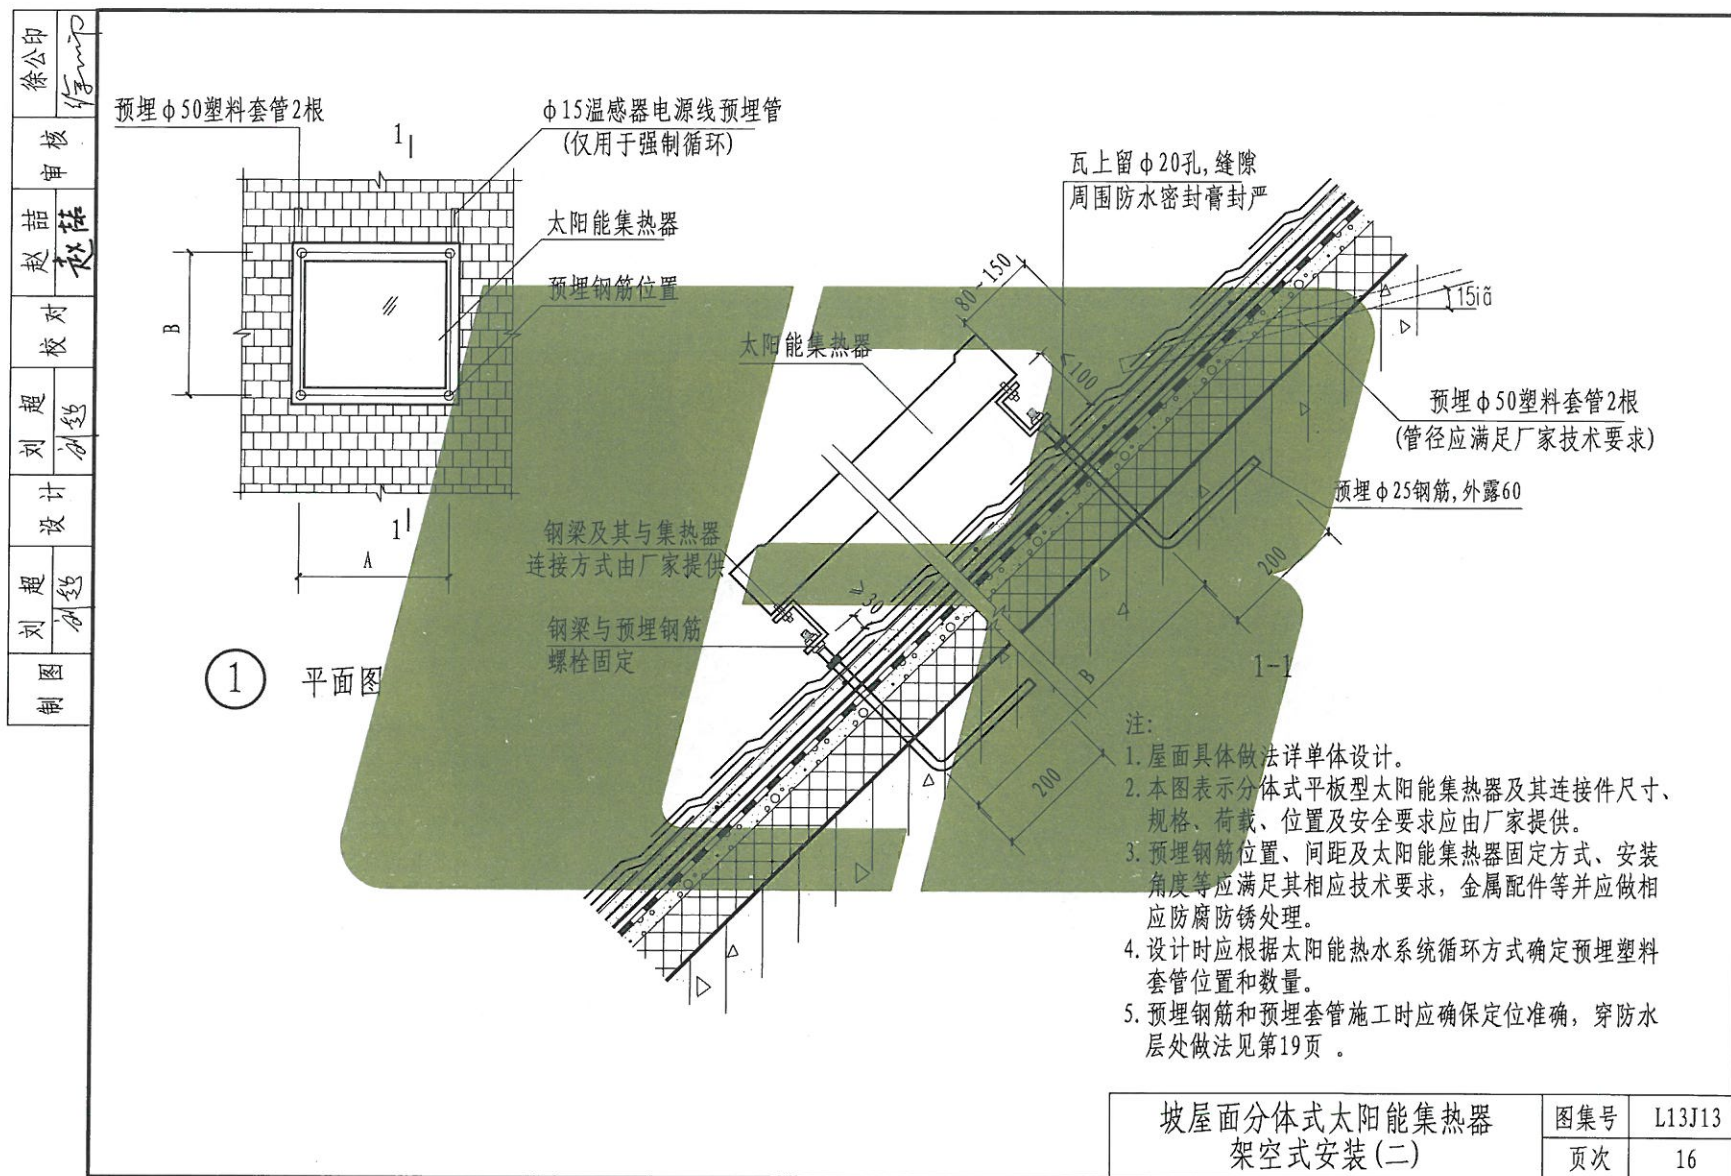 徐公印
审核
赵喆
赵喆
校对
刘超
刘超
设计
刘超
刘超
制图
预埋φ50塑料套管2根
1
φ15温感器电源线预埋管
(仅用于强制循环)
太阳能集热器
预埋钢筋位置
B
1
A
1 平面图
瓦上留φ20孔,缝隙
周围防水密封膏封严
80~150
太阳能集热器
<100
15ià
预埋φ50塑料套管2根
(管径应满足厂家技术要求)
预埋φ25钢筋,外露60
钢梁及其与集热器
连接方式由厂家提供
≥30
钢梁与预埋钢筋
螺栓固定
200
B
200
1-1
注:
1. 屋面具体做法详单体设计。
2. 本图表示分体式平板型太阳能集热器及其连接件尺寸、
规格、荷载、位置及安全要求应由厂家提供。
3. 预埋钢筋位置、间距及太阳能集热器固定方式、安装
角度等应满足其相应技术要求,金属配件等并应做相
应防腐防锈处理。
4. 设计时应根据太阳能热水系统循环方式确定预埋塑料
套管位置和数量。
5. 预埋钢筋和预埋套管施工时应确保定位准确,穿防水
层处做法见第19页 。
坡屋面分体式太阳能集热器
架空式安装(二)
图集号 L13J13
页次 16